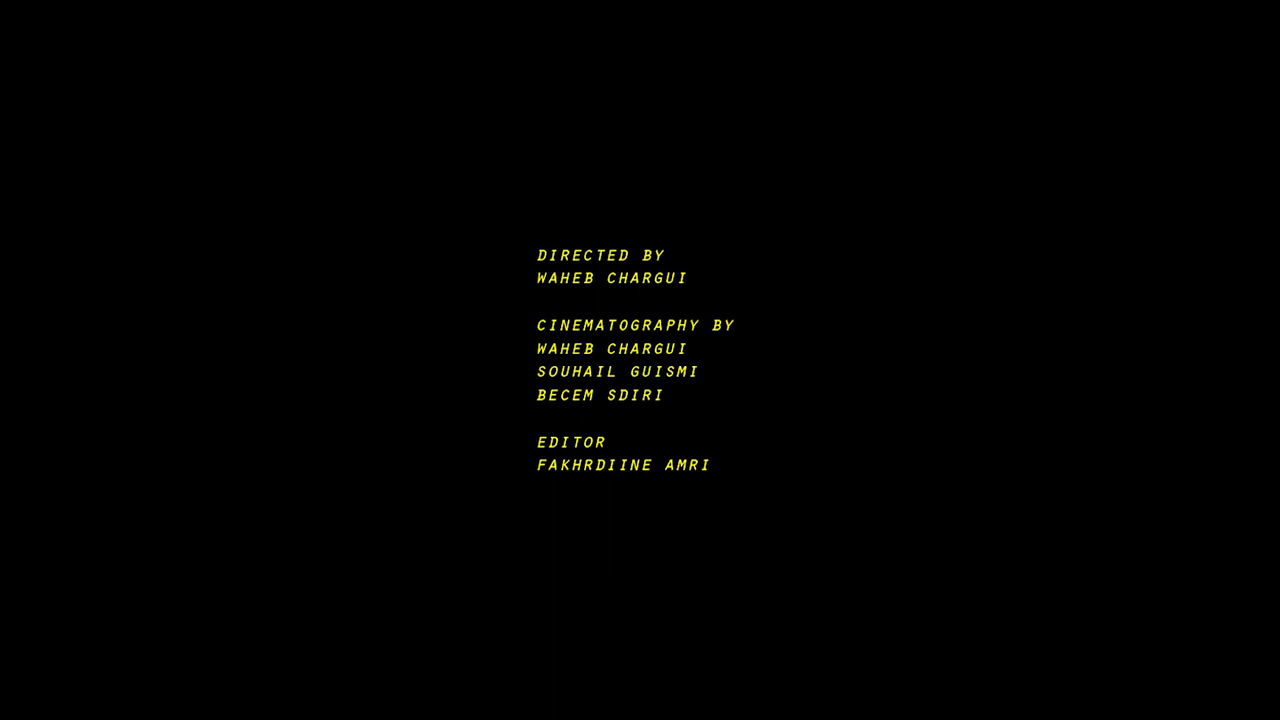 DIRECTED BY
WAHEB CHARGUI
CINEMATOGRAPHY BY
WAHEB CHARGUI
SOUHAIL GUISMI
BECEM SDIRI
EDITOR
FAKHRDIINE AMRI